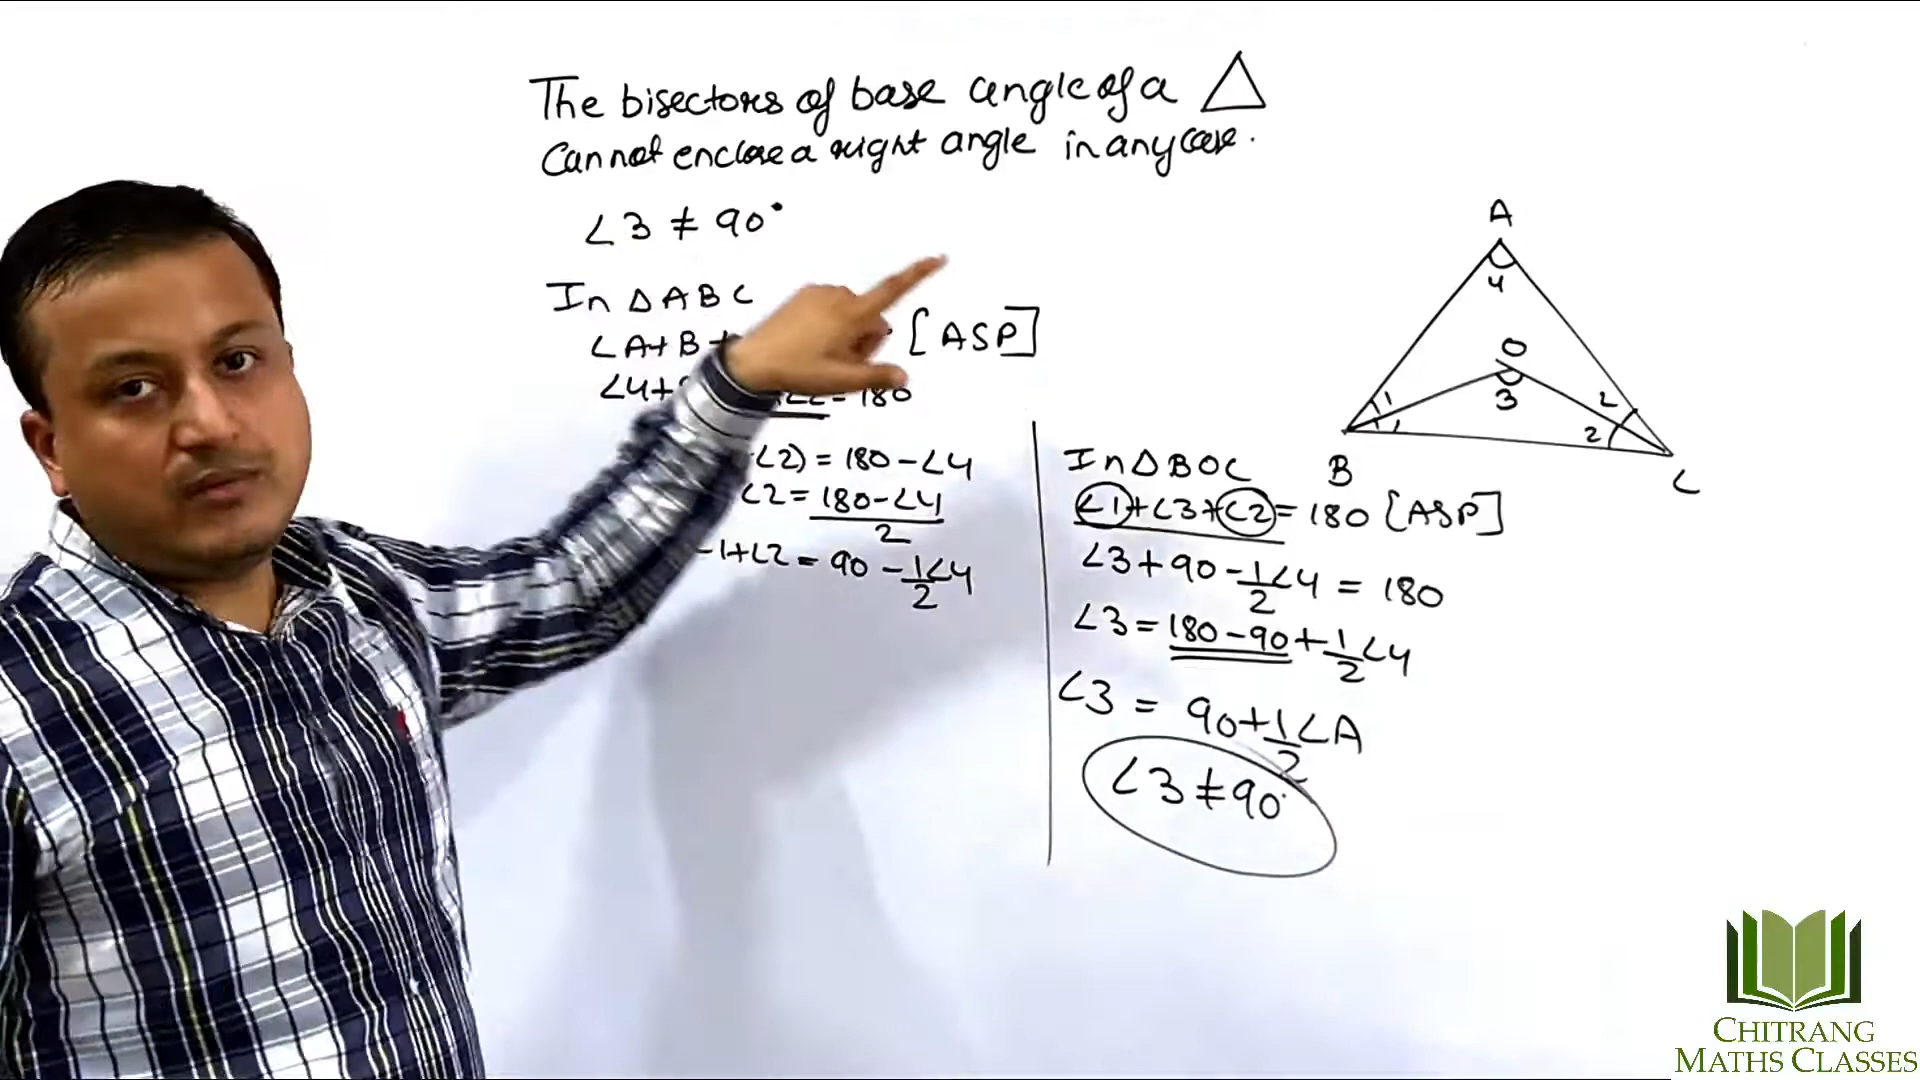 The bisectors of base angle of a △
Cannot enclose a right angle in any case.
∠3 ≠ 90°
In △ABC
∠A+B+ [ASP]
∠4+ ∠2 = 180
∠2) = 180-∠4
∠2 = 180-∠4
2
1+∠2 = 90 - 1∠4
2
A
4
O
3
1
1
2
2
B
C
In △BOC
∠1+∠3+∠2 = 180 [ASP]
∠3+90-1∠4 = 180
2
∠3 = 180-90+1∠4
2
∠3 = 90+1∠A
2
∠3 ≠ 90°
CHITRANG
MATHS CLASSES